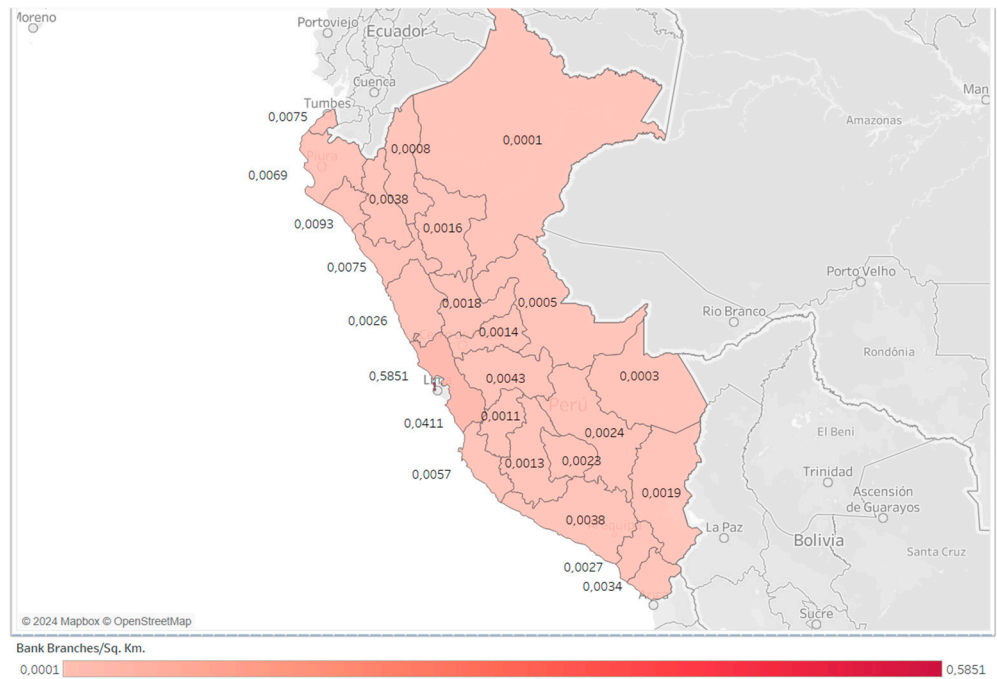 Moreno
Portoviejo
Ecuador
Cuenca
Man
Tumbes
0,0075
Amazonas
0,0008
0,0001
Piura
0,0069
0,0038
0,0093
0,0016
0,0075
Porto Velho
0,0018
0,0005
Rio Branco
0,0026
0,0014
Rondônia
0,5851
Lima
0,0043
0,0003
Perú
0,0411
0,0011
0,0024
El Beni
0,0057
0,0013
0,0023
Trinidad
0,0019
Ascensión
de Guarayos
0,0038
La Paz
Bolivia
Santa Cruz
0,0027
0,0034
Sucre
© 2024 Mapbox © OpenStreetMap
Bank Branches/Sq. Km.
0,0001
0,5851